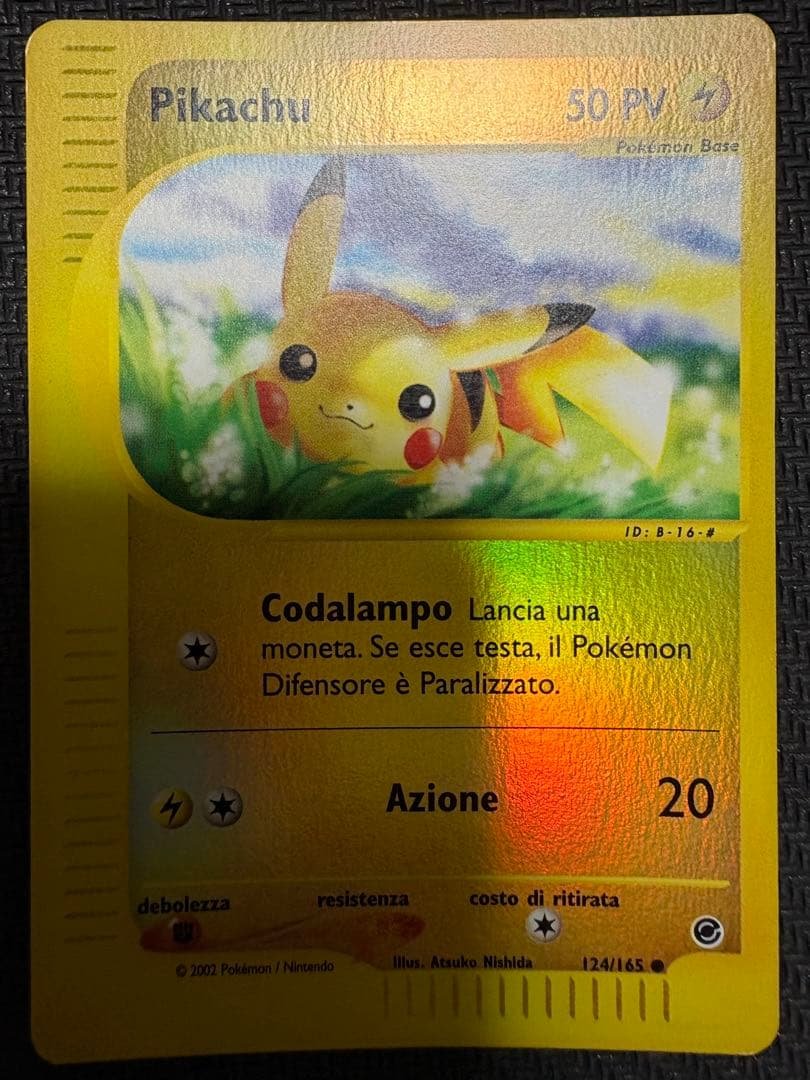 Pikachu 50 PV
Pokémon Base
ID: B-16-#
Codalampo Lancia una
moneta. Se esce testa, il Pokémon
Difensore è Paralizzato.
Azione 20
debolezza resistenza costo di ritirata
© 2002 Pokémon / Nintendo Illus. Atsuko Nishida 124/165 ●